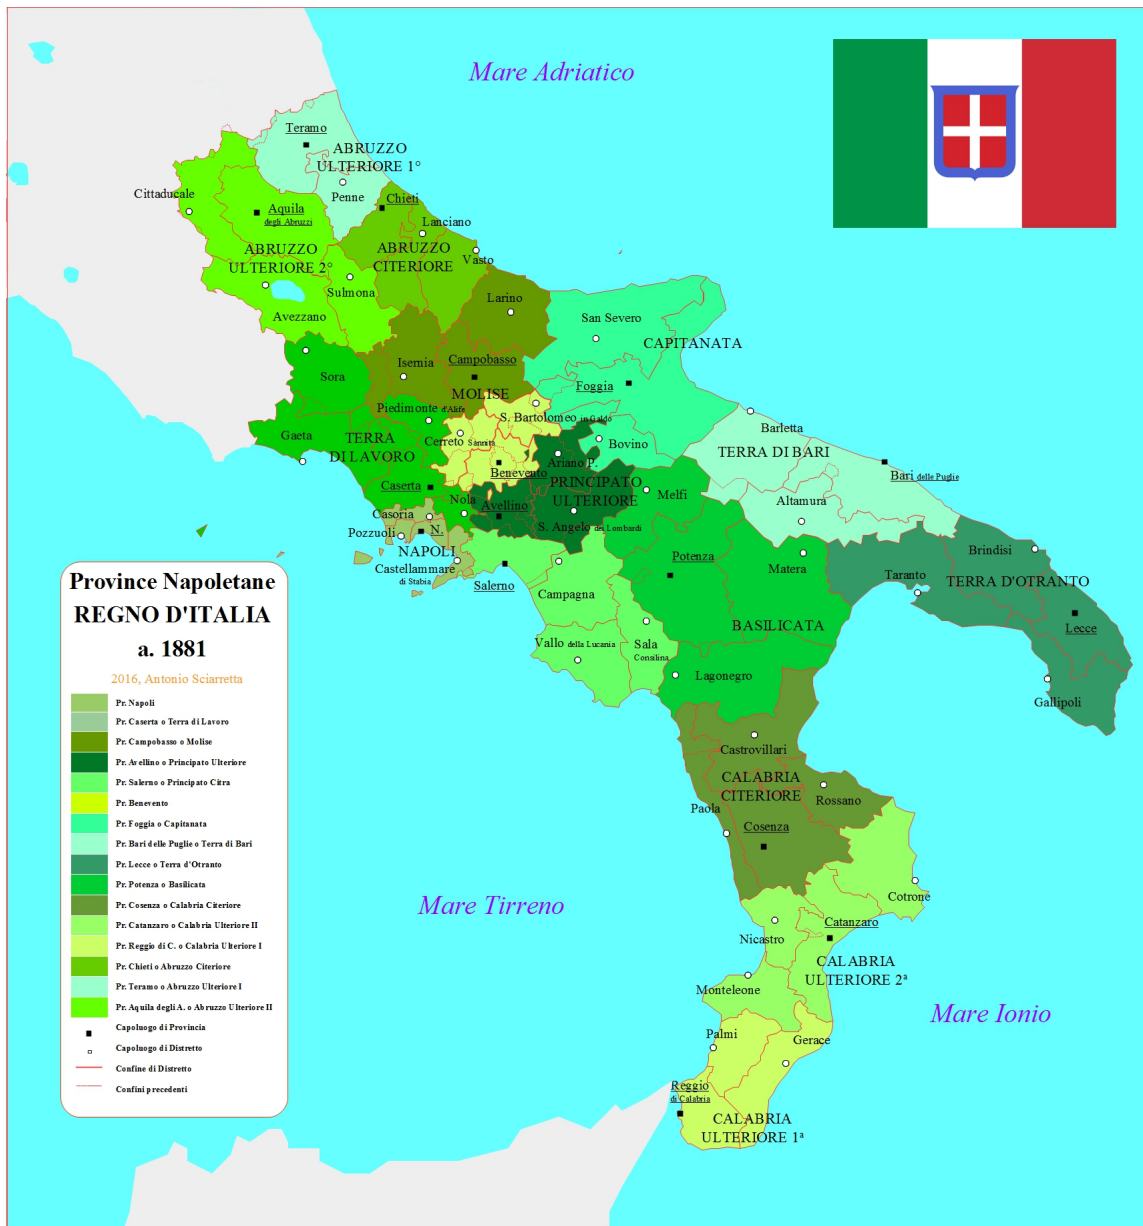 Mare Adriatico
Teramo
ABRUZZO
ULTERIORE 1°
Penne
Cittaducale
Aquila
degli Abruzzi
Chieti
Lanciano
ABRUZZO
ULTERIORE 2°
ABRUZZO
CITERIORE
Vasto
Sulmona
Avezzano
Larino
San Severo
CAPITANATA
Sora
Isernia
Campobasso
MOLISE
Foggia
Piedimonte d'Alife
S. Bartolomeo in Galdo
Barletta
Gaeta
TERRA
DI LAVORO
Cerreto Sannita
Bovino
TERRA DI BARI
Benevento
Ariano P.
Bari delle Puglie
Caserta
PRINCIPATO
ULTERIORE
Melfi
Altamura
Nola
Avellino
Casoria
S. Angelo dei Lombardi
Pozzuoli
N.
NAPOLI
Castellammare
di Stabia
Potenza
Matera
Brindisi
Taranto
TERRA D'OTRANTO
Salerno
Campagna
Lecce
BASILICATA
Vallo della Lucania
Sala
Consilina
Lagonegro
Gallipoli
Castrovillari
CALABRIA
CITERIORE
Rossano
Paola
Cosenza
Mare Tirreno
Cotrone
Catanzaro
Nicastro
CALABRIA
ULTERIORE 2ª
Monteleone
Mare Ionio
Palmi
Gerace
Reggio
di Calabria
CALABRIA
ULTERIORE 1ª
Province Napoletane
REGNO D'ITALIA
a. 1881
2016, Antonio Sciarretta
Pr. Napoli
Pr. Caserta o Terra di Lavoro
Pr. Campobasso o Molise
Pr. Avellino o Principato Ulteriore
Pr. Salerno o Principato Citra
Pr. Benevento
Pr. Foggia o Capitanata
Pr. Bari delle Puglie o Terra di Bari
Pr. Lecce o Terra d'Otranto
Pr. Potenza o Basilicata
Pr. Cosenza o Calabria Citeriore
Pr. Catanzaro o Calabria Ulteriore II
Pr. Reggio di C. o Calabria Ulteriore I
Pr. Chieti o Abruzzo Citeriore
Pr. Teramo o Abruzzo Ulteriore I
Pr. Aquila degli A. o Abruzzo Ulteriore II
Capoluogo di Provincia
Capoluogo di Distretto
Confine di Distretto
Confini precedenti